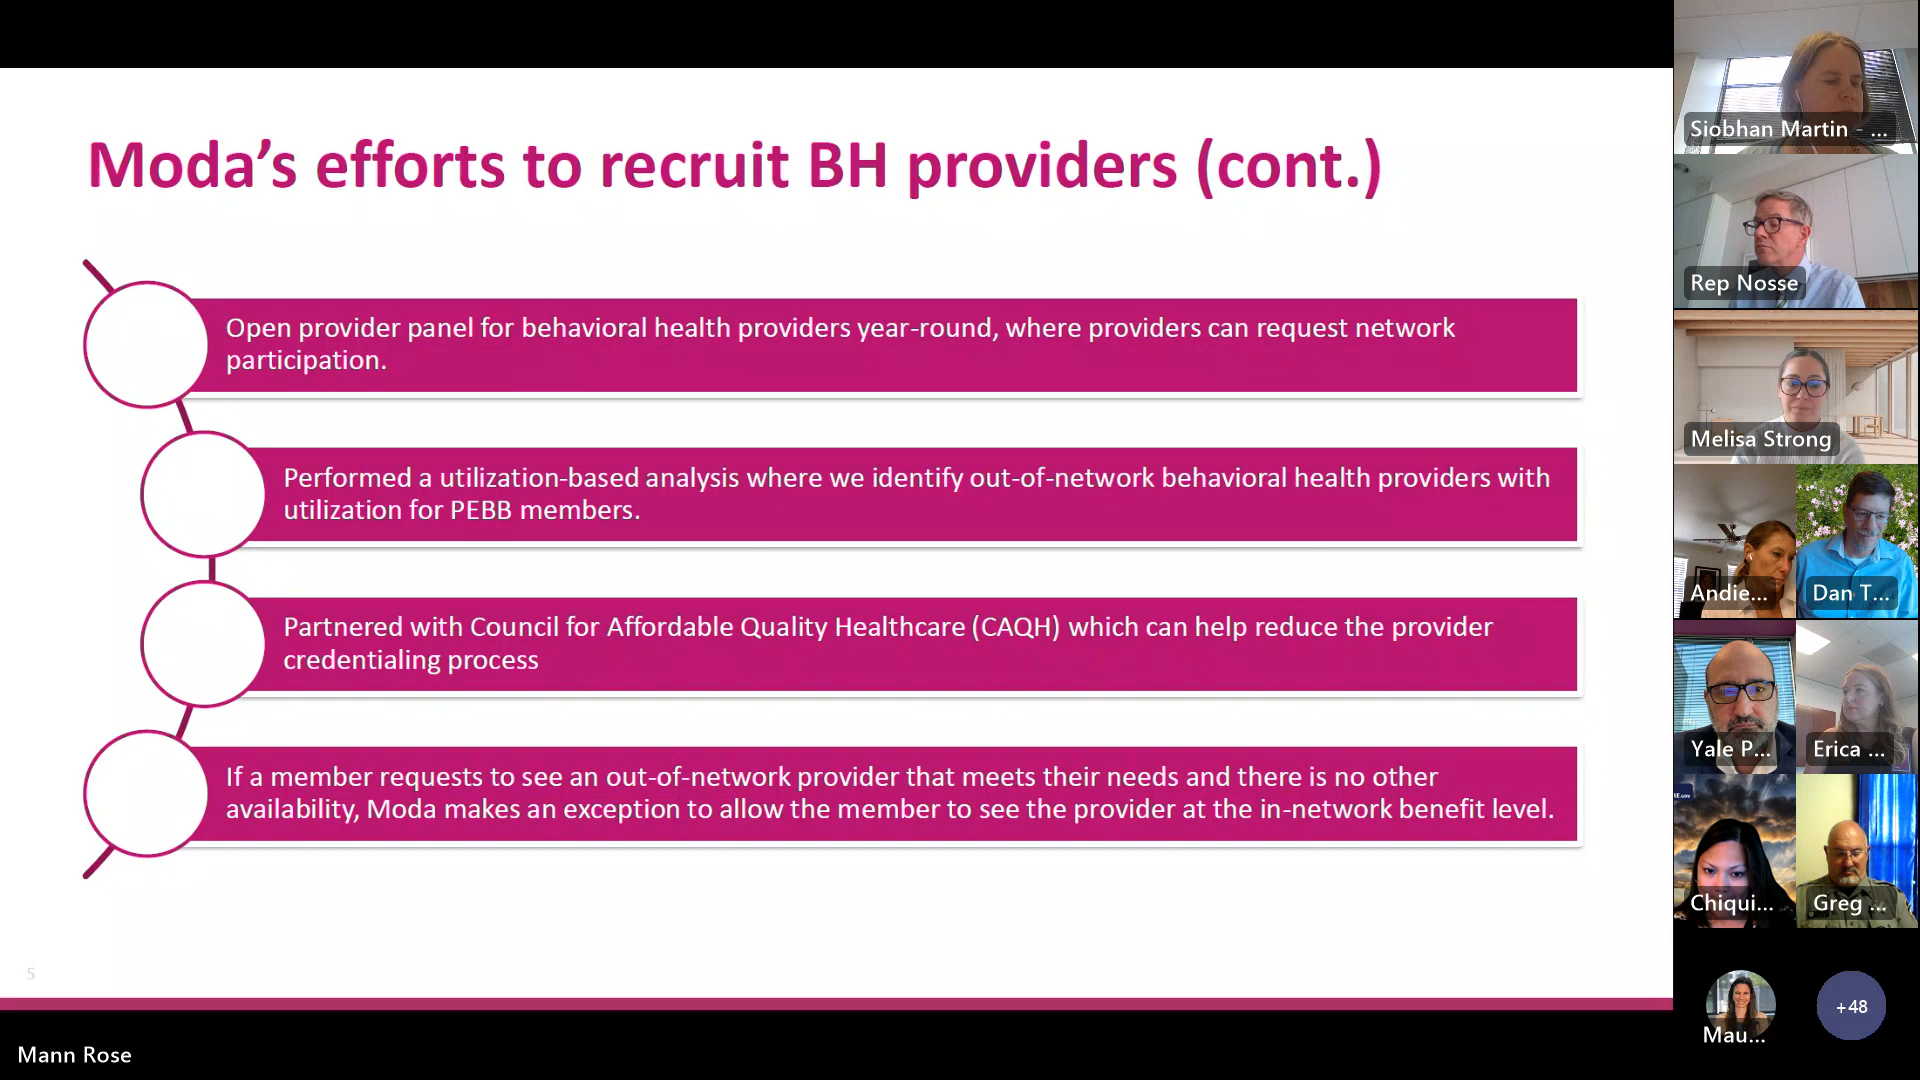 Moda’s efforts to recruit BH providers (cont.)
Open provider panel for behavioral health providers year-round, where providers can request network
participation.
Performed a utilization-based analysis where we identify out-of-network behavioral health providers with
utilization for PEBB members.
Partnered with Council for Affordable Quality Healthcare (CAQH) which can help reduce the provider
credentialing process
If a member requests to see an out-of-network provider that meets their needs and there is no other
availability, Moda makes an exception to allow the member to see the provider at the in-network benefit level.
5
Mann Rose
Siobhan Martin - ...
Rep Nosse
Melisa Strong
Andie...
Dan T...
Yale P...
Erica ...
Chiqui...
Greg ...
Mau...
+48